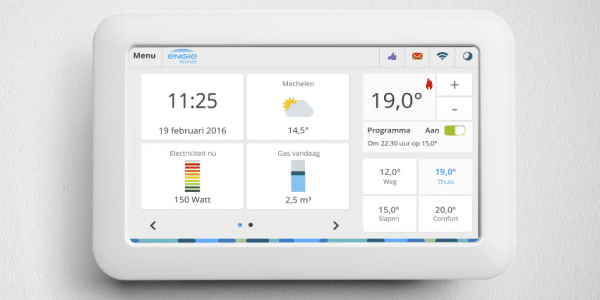 Menu
ENGIE
11:25
19 februari 2016
Mechelen
14,5°
19,0°
+
-
Programma Aan
Om 22:30 uur op 15,0°
Electriciteit nu
150 Watt
Gas vandaag
2,5 m³
12,0°
Weg
19,0°
Thuis
15,0°
Slapen
20,0°
Comfort